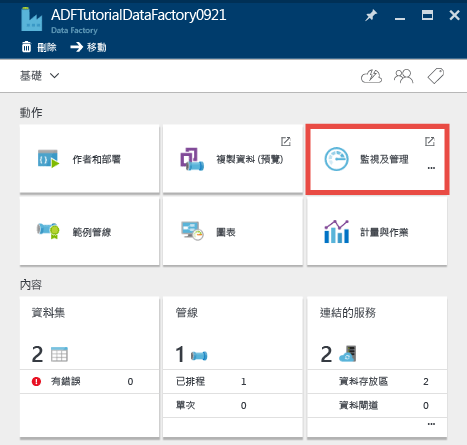 ADFTutorialDataFactory0921
Data Factory
刪除 移動
基礎
動作
作者和部署
複製資料 (預覽)
監視及管理
...
範例管線
圖表
計量與作業
內容
資料集
2
有錯誤 0
管線
1
已排程 1
單次 0
連結的服務
2
資料存放區 2
資料閘道 0
...